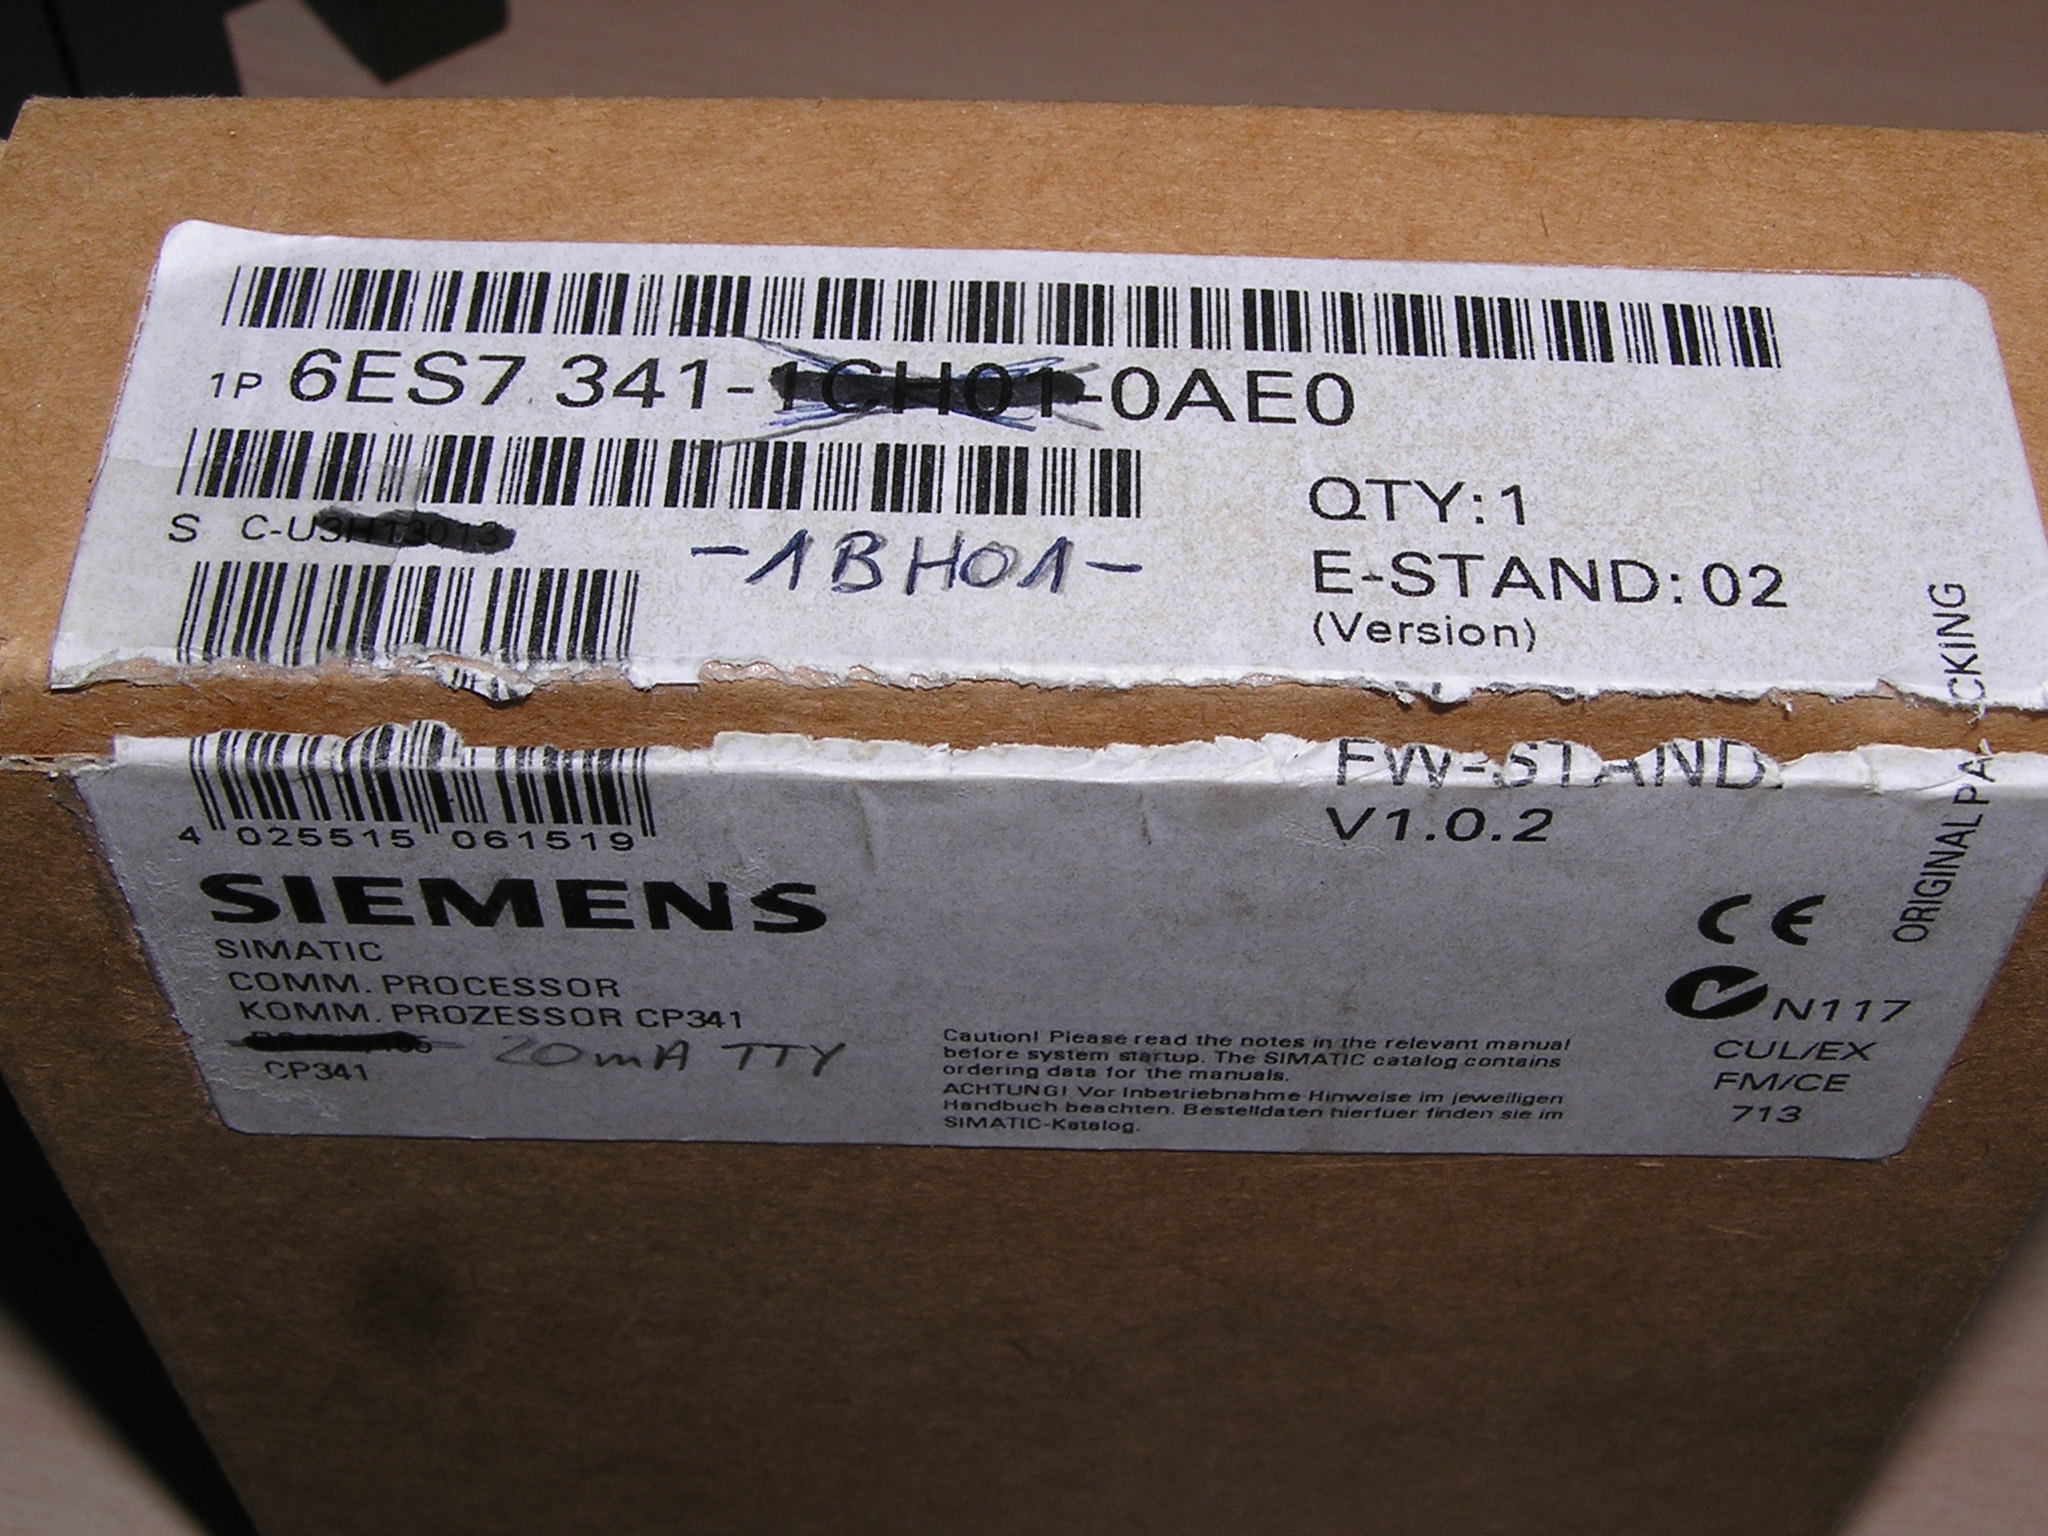 1P 6ES7 341-1CH01-0AE0
S C-U3H13013
-1BH01-
QTY:1
E-STAND:02
(Version)
FW-STAND
V1.0.2
4 025515 061519
SIEMENS
SIMATIC
COMM. PROCESSOR
KOMM. PROZESSOR CP341
20mA TTY
CP341
Caution! Please read the notes in the relevant manual
before system startup. The SIMATIC catalog contains
ordering data for the manuals.
ACHTUNG! Vor Inbetriebnahme Hinweise im jeweiligen
Handbuch beachten. Bestelldaten hierfuer finden sie im
SIMATIC-Katalog.
CE
N117
CUL/EX
FM/CE
713
ORIGINAL PACKING